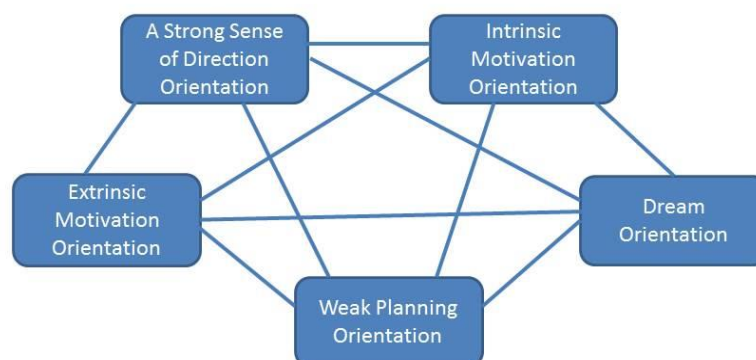 A Strong Sense
of Direction
Orientation
Intrinsic
Motivation
Orientation
Extrinsic
Motivation
Orientation
Dream
Orientation
Weak Planning
Orientation